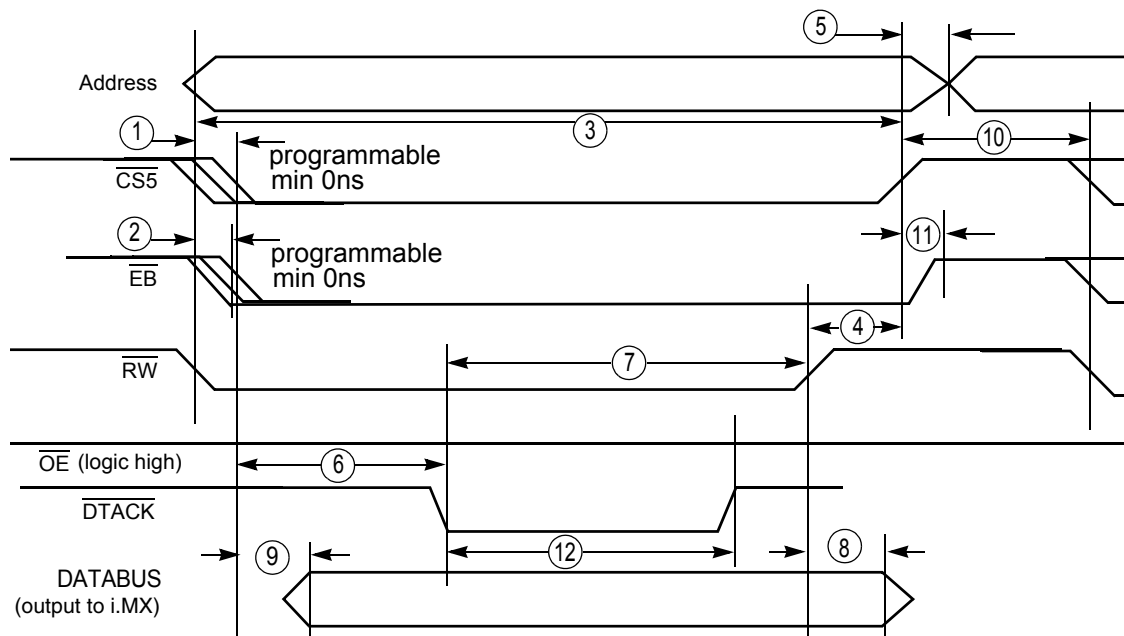 5
Address
1
3
10
programmable
min 0ns
CS5
2
11
programmable
min 0ns
EB
4
7
RW
OE (logic high)
6
DTACK
9
12
8
DATABUS
(output to i.MX)